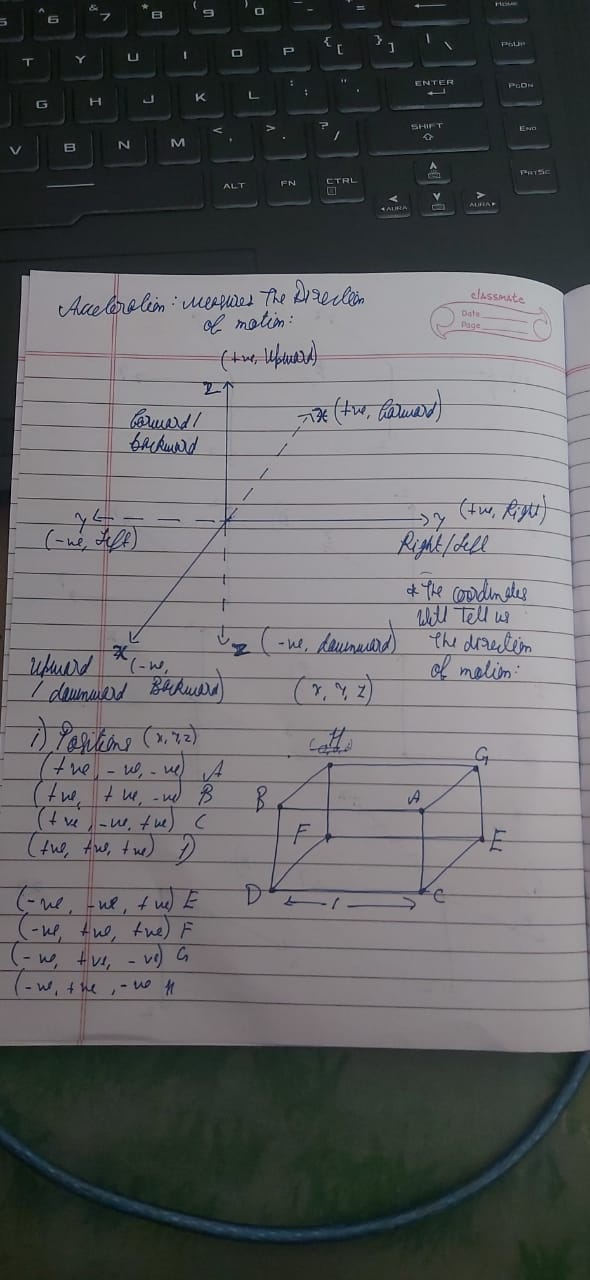 ^ 6
& 7
* 8
( 9
) 0
-
=
HOME
T Y U I O P { [ } ] | \
PGUP
G H J K L : ; " '
ENTER
PGDN
V B N M < , > . ? /
SHIFT
END
ALT FN CTRL
PRTSC
AURA
AURA
classmate
Date
Page
Acceleration: measures The Direction
of motion:
(+ve, Upward)
Z
forward/
backward
x (+ve, forward)
y
(-ve, Left)
y (+ve, Right)
Right/Left
* The coordinates
will Tell us
The direction
of motion:
x
(-ve,
Backward)
Upward
/ downward
Z (-ve, downward)
(x, y, z)
i) Positions (x,y,z)
(+ve, -ve, -ve) A
(+ve, +ve, -ve) B
(+ve, -ve, +ve) C
(+ve, +ve, +ve) D
(-ve, -ve, +ve) E
(-ve, +ve, +ve) F
(-ve, +ve, -ve) G
(-ve, +ve, -ve H
H
G
B
A
F
E
D
C